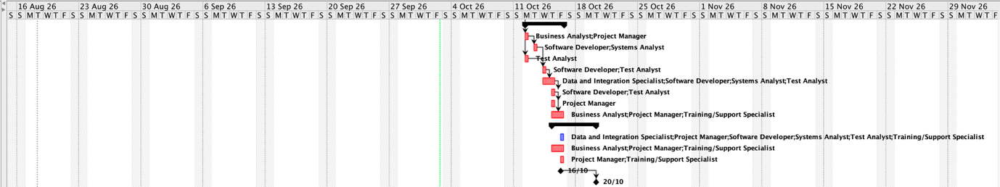 16 Aug 26 23 Aug 26 30 Aug 26 6 Sep 26 13 Sep 26 20 Sep 26 27 Sep 26 4 Oct 26 11 Oct 26 18 Oct 26 25 Oct 26 1 Nov 26 8 Nov 26 15 Nov 26 22 Nov 26 29 Nov 26
S S M T W T F S S M T W T F S S M T W T F S S M T W T F S S M T W T F S S M T W T F S S M T W T F S S M T W T F S S M T W T F S S M T W T F S S M T W T F S S M T W T F S S M T W T F S S M T W T F S S M T W T F S S M T W T F
Business Analyst;Project Manager
Software Developer;Systems Analyst
Test Analyst
Software Developer;Test Analyst
Data and Integration Specialist;Software Developer;Systems Analyst;Test Analyst
Software Developer;Test Analyst
Project Manager
Business Analyst;Project Manager;Training/Support Specialist
Data and Integration Specialist;Project Manager;Software Developer;Systems Analyst;Test Analyst;Training/Support Specialist
Business Analyst;Project Manager;Training/Support Specialist
Project Manager;Training/Support Specialist
16/10
20/10